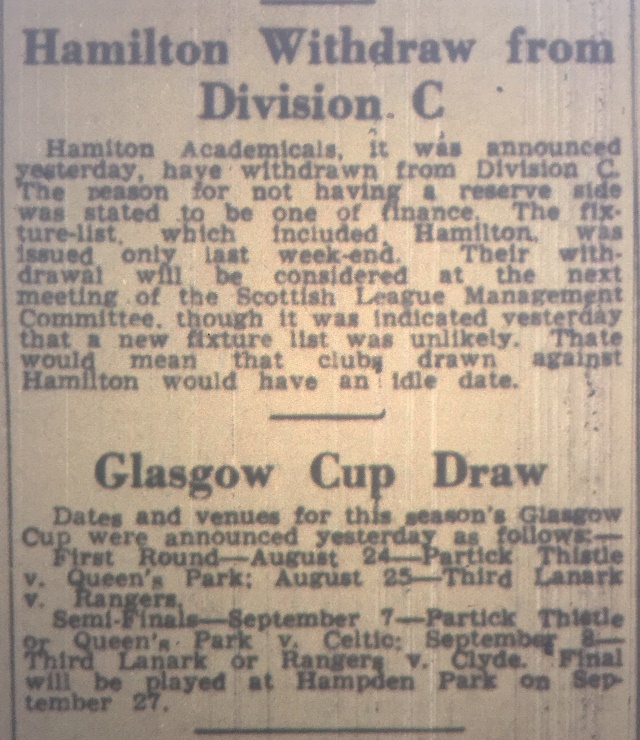 Hamilton Withdraw from
Division C
Hamiton Academicals, it was announced
yesterday, have withdrawn from Division C.
The reason for not having a reserve side
was stated to be one of finance. The fix-
ture-list, which included Hamilton, was
issued only last week-end. Their with-
drawal will be considered at the next
meeting of the Scottish League Management
Committee, though it was indicated yesterday
that a new fixture list was unlikely. Thate
would mean that clubs drawn against
Hamilton would have an idle date.
Glasgow Cup Draw
Dates and venues for this season's Glasgow
Cup were announced yesterday as follows:—
First Round—August 24—Partick Thistle
v. Queen's Park; August 25—Third Lanark
v. Rangers.
Semi-Finals—September 7—Partick Thistle
or Queen's Park v. Celtic; September 8—
Third Lanark or Rangers v. Clyde. Final
will be played at Hampden Park on Sep-
tember 27.